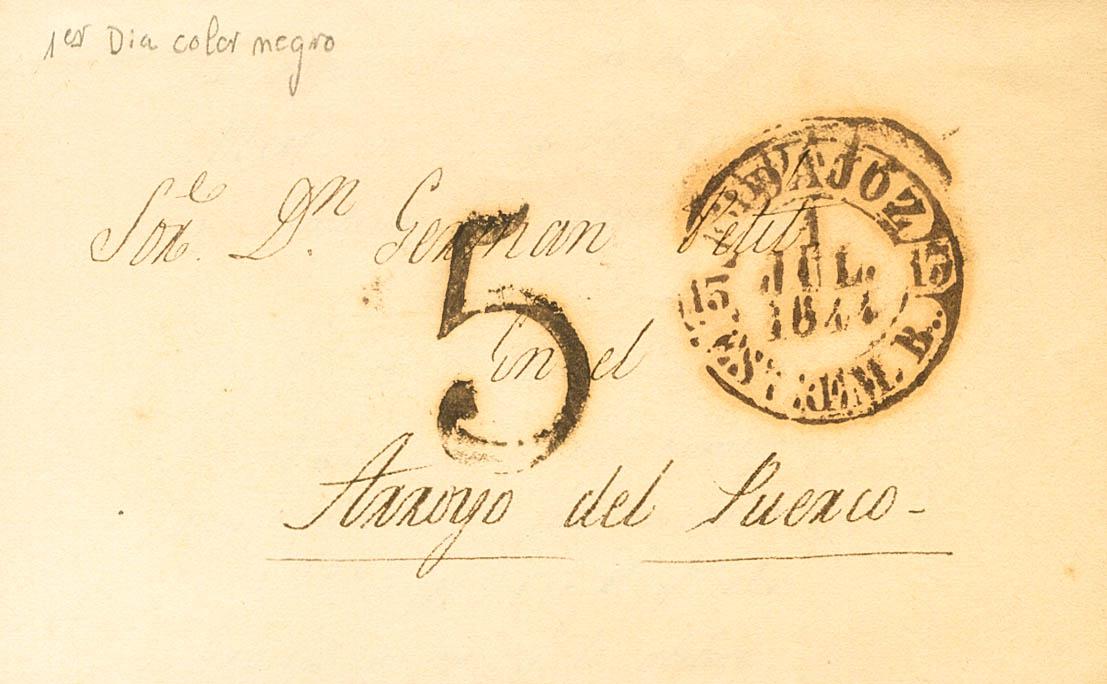 1er Dia color negro
Sor.e Dn. German Petit
5
En el
Arroyo del Puerco-
BADAJOZ
1
JUL.
1844
15 15
ESTREM. B.